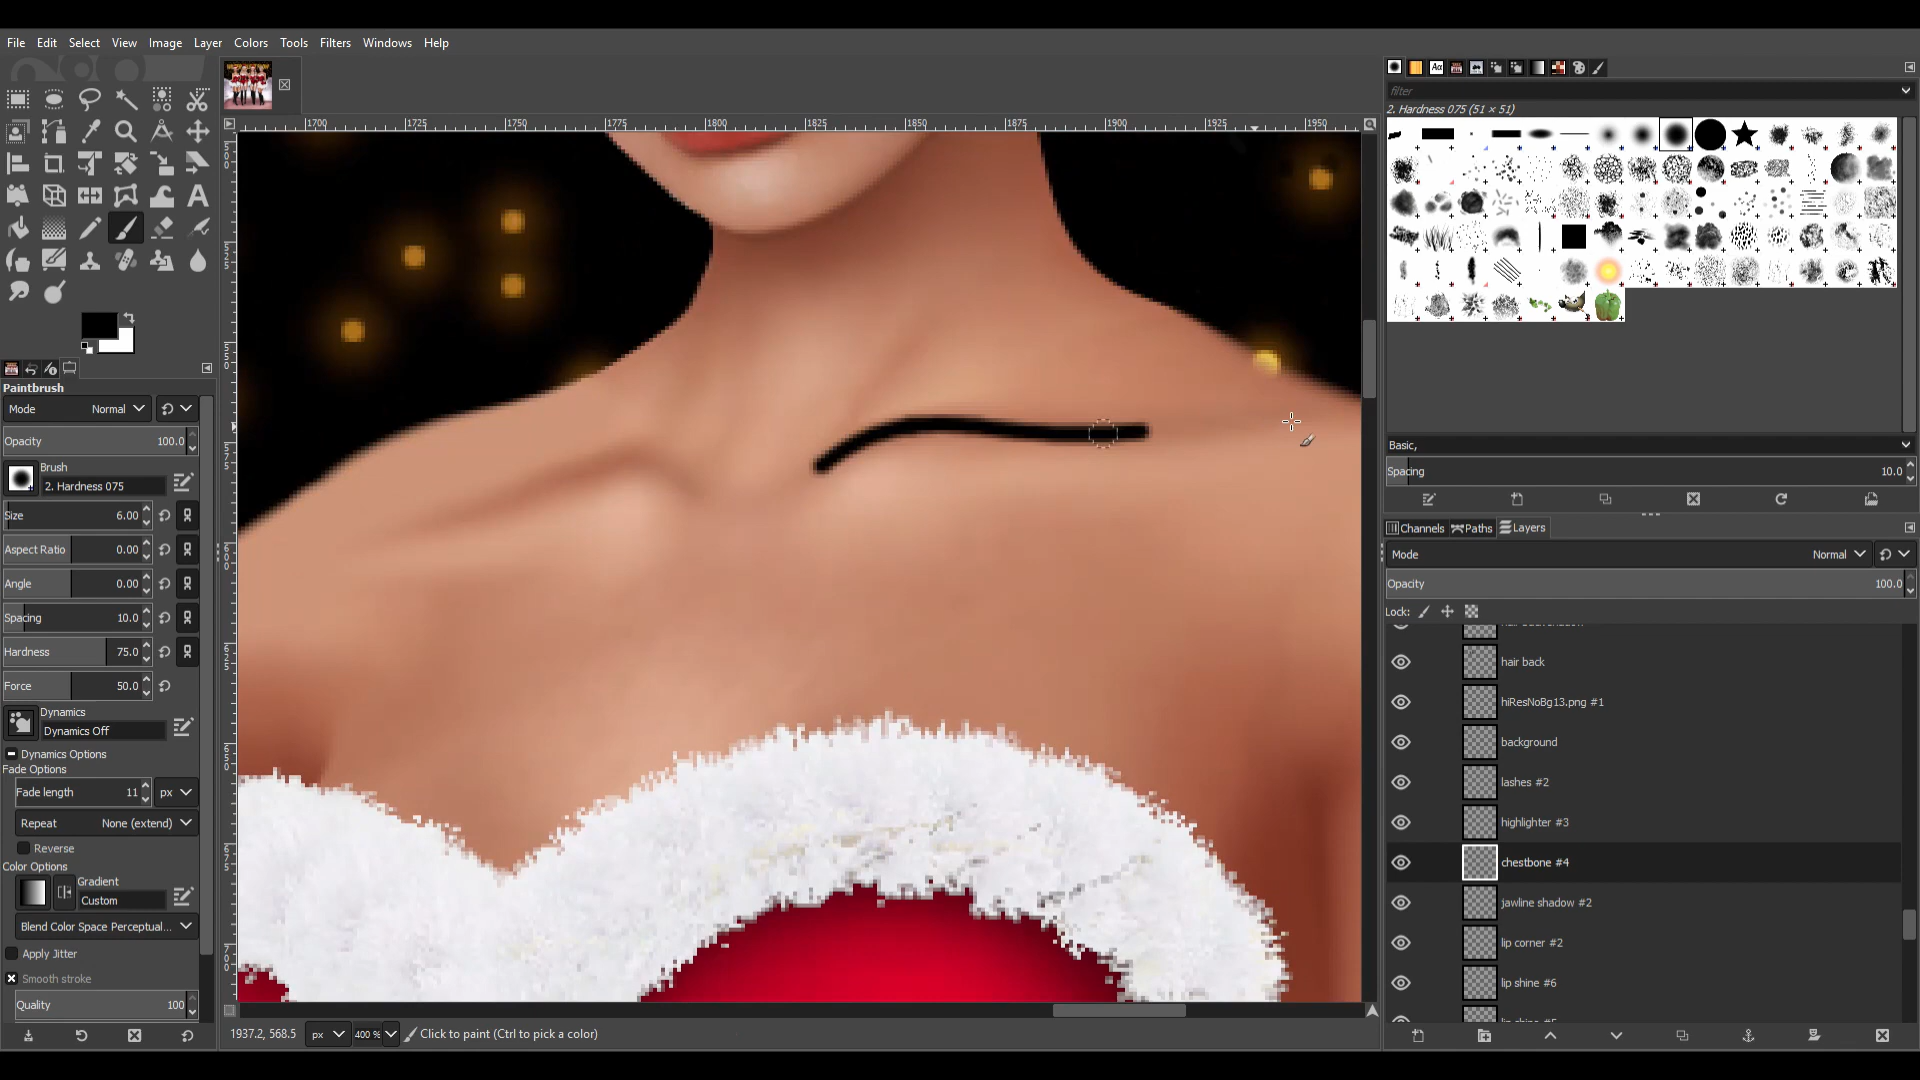 File Edit Select View Image Layer Colors Tools Filters Windows Help
1700 1725 1750 1775 1800 1825 1850 1875 1900 1925 1950
filter
2. Hardness 075 (51 × 51)
Paintbrush
Mode Normal
Opacity 100.0
Brush
2. Hardness 075
Size 6.00
Aspect Ratio 0.00
Angle 0.00
Spacing 10.0
Hardness 75.0
Force 50.0
Dynamics
Dynamics Off
Dynamics Options
Fade Options
Fade length 11 px
Repeat None (extend)
Reverse
Color Options
Gradient
Custom
Blend Color Space Perceptual...
Apply Jitter
Smooth stroke
Quality 100
1937.2, 568.5 px 400 % Click to paint (Ctrl to pick a color)
Basic,
Spacing 10.0
Channels Paths Layers
Mode Normal
Opacity 100.0
Lock:
hair back
hiResNoBg13.png #1
background
lashes #2
highlighter #3
chestbone #4
jawline shadow #2
lip corner #2
lip shine #6